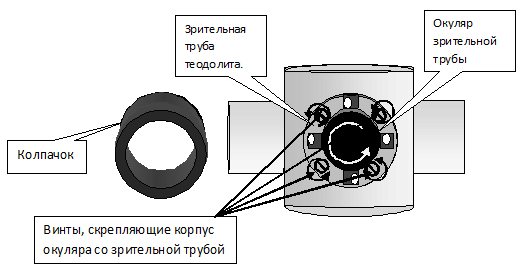 Зрительная
труба
теодолита.
Окуляр
зрительной
трубы
Колпачок
Винты, скрепляющие корпус
окуляра со зрительной трубой